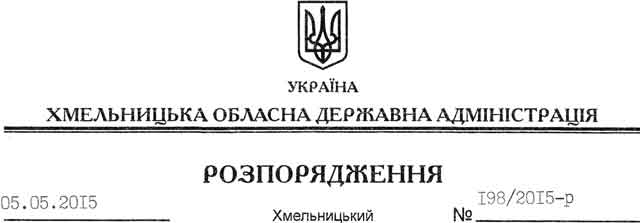 УКРАЇНА
ХМЕЛЬНИЦЬКА ОБЛАСНА ДЕРЖАВНА АДМІНІСТРАЦІЯ
РОЗПОРЯДЖЕННЯ
05.05.2015 Хмельницький № 198/2015-р